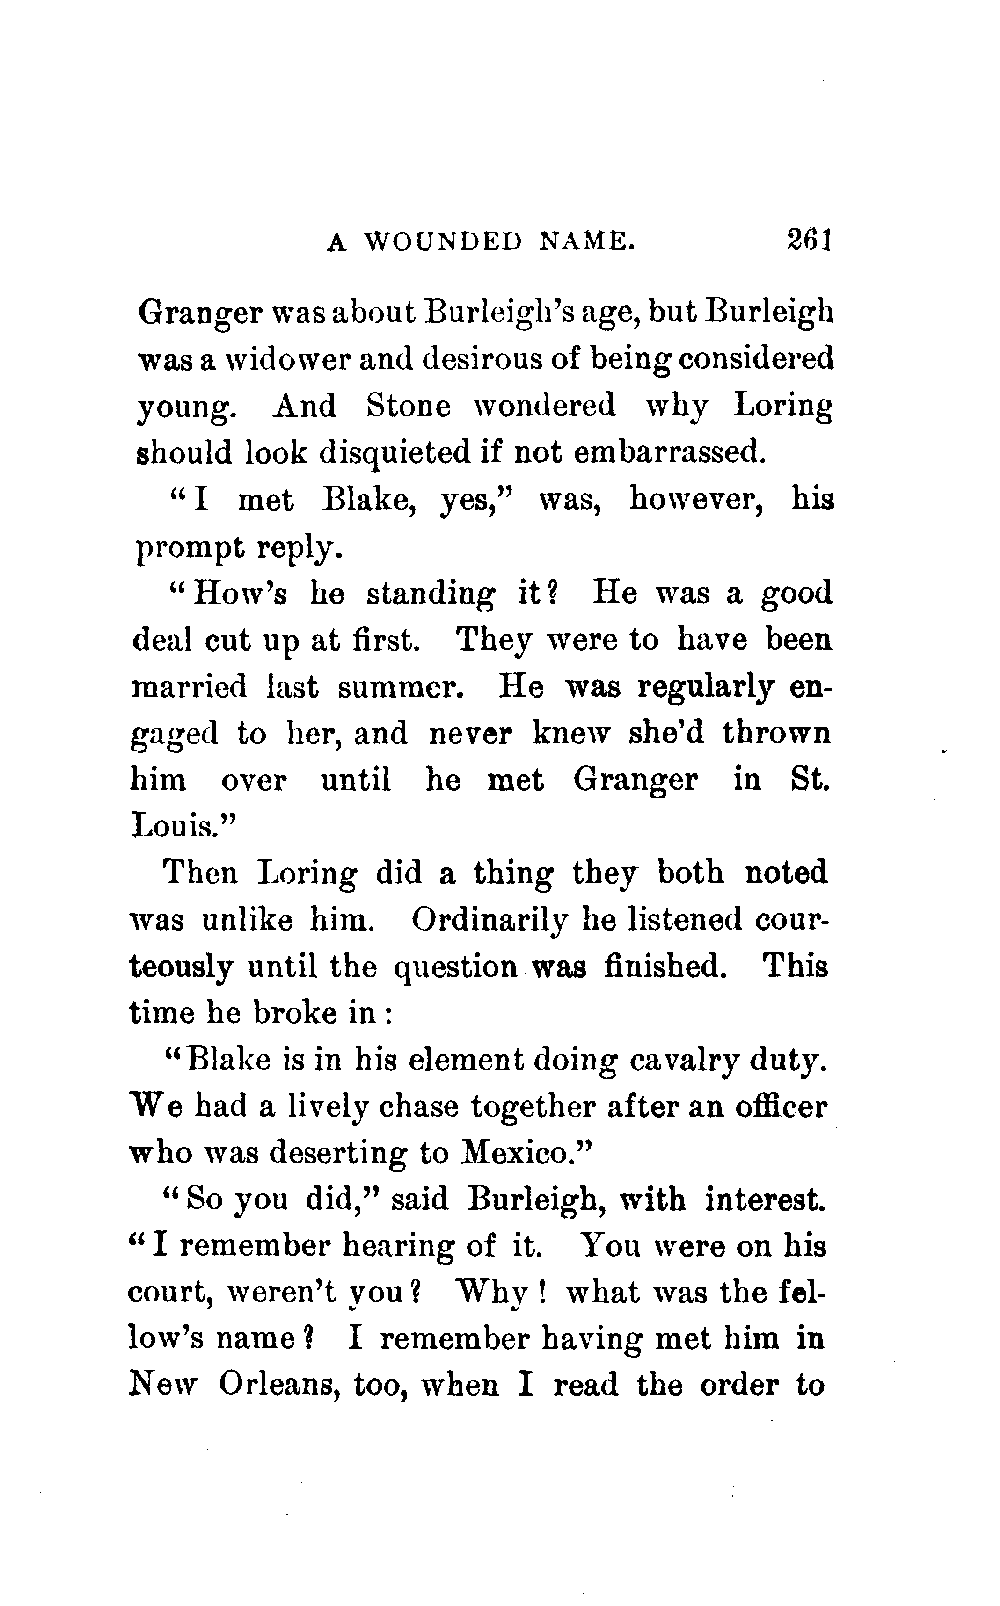 A WOUNDED NAME. 261
Granger was about Burleigh's age, but Burleigh
was a widower and desirous of being considered
young. And Stone wondered why Loring
should look disquieted if not embarrassed.
"I met Blake, yes," was, however, his
prompt reply.
"How's he standing it? He was a good
deal cut up at first. They were to have been
married last summer. He was regularly en-
gaged to her, and never knew she'd thrown
him over until he met Granger in St.
Louis."
Then Loring did a thing they both noted
was unlike him. Ordinarily he listened cour-
teously until the question was finished. This
time he broke in:
"Blake is in his element doing cavalry duty.
We had a lively chase together after an officer
who was deserting to Mexico."
"So you did," said Burleigh, with interest.
"I remember hearing of it. You were on his
court, weren't you? Why! what was the fel-
low's name? I remember having met him in
New Orleans, too, when I read the order to